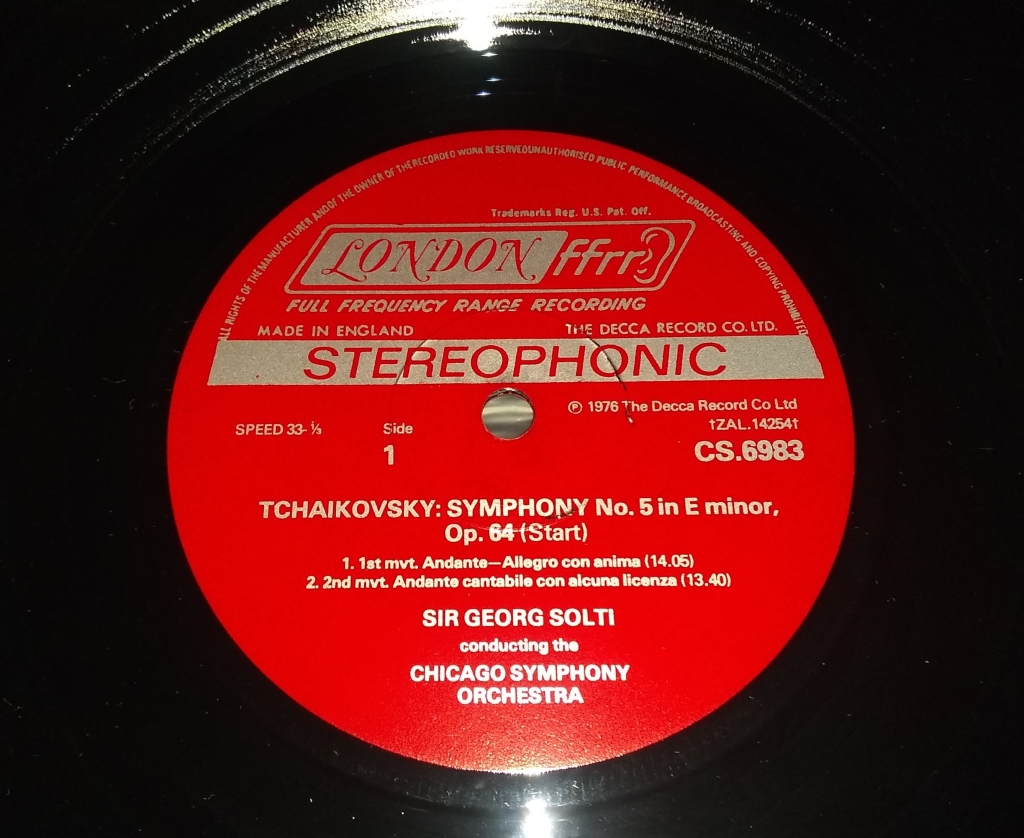 ALL RIGHTS OF THE MANUFACTURER AND OF THE OWNER OF THE RECORDED WORK RESERVED UNAUTHORISED PUBLIC PERFORMANCE BROADCASTING AND COPYING PROHIBITED
Trademarks Reg. U.S. Pat. Off.
LONDON ffrr
FULL FREQUENCY RANGE RECORDING
MADE IN ENGLAND THE DECCA RECORD CO. LTD.
STEREOPHONIC
℗ 1976 The Decca Record Co Ltd
SPEED 33-⅓ Side †ZAL.14254†
1 CS.6983
TCHAIKOVSKY: SYMPHONY No. 5 in E minor,
Op. 64 (Start)
1. 1st mvt. Andante—Allegro con anima (14.05)
2. 2nd mvt. Andante cantabile con alcuna licenza (13.40)
SIR GEORG SOLTI
conducting the
CHICAGO SYMPHONY
ORCHESTRA